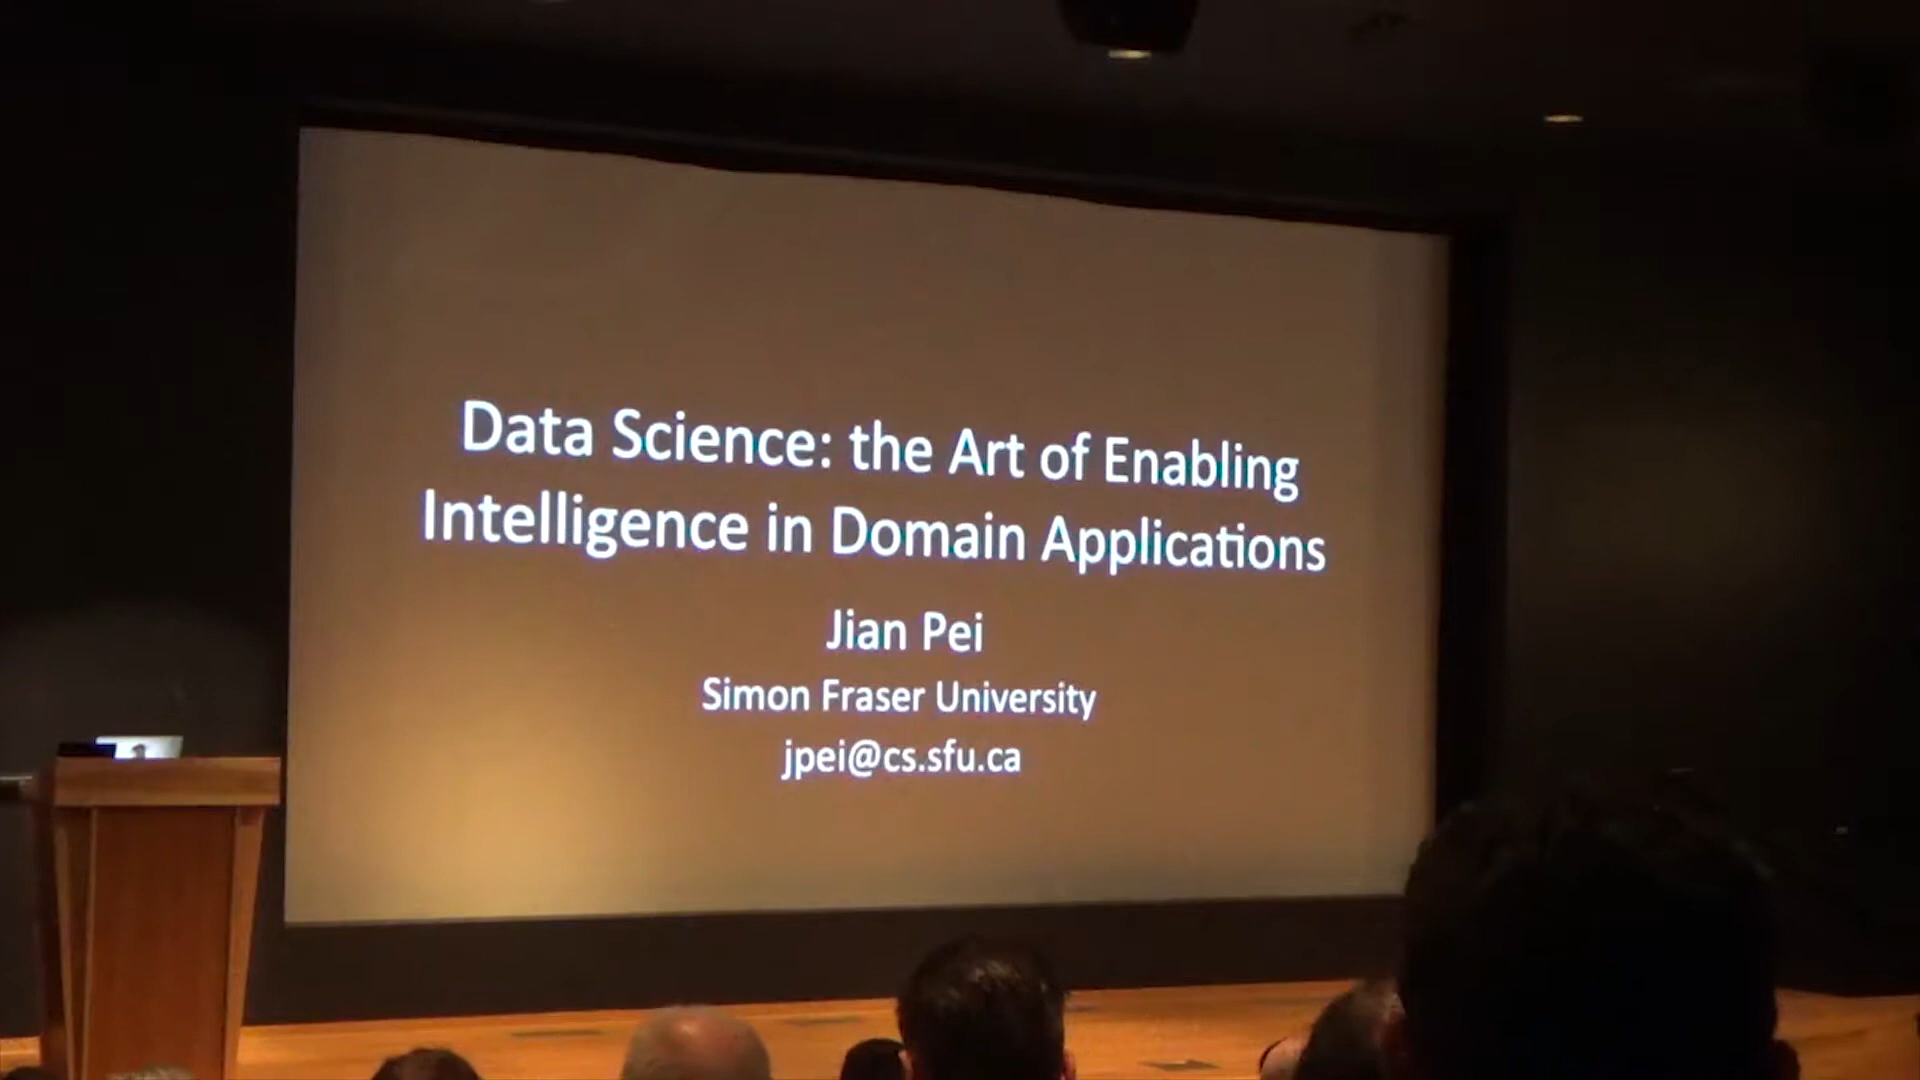 Data Science: the Art of Enabling
Intelligence in Domain Applications
Jian Pei
Simon Fraser University
jpei@cs.sfu.ca